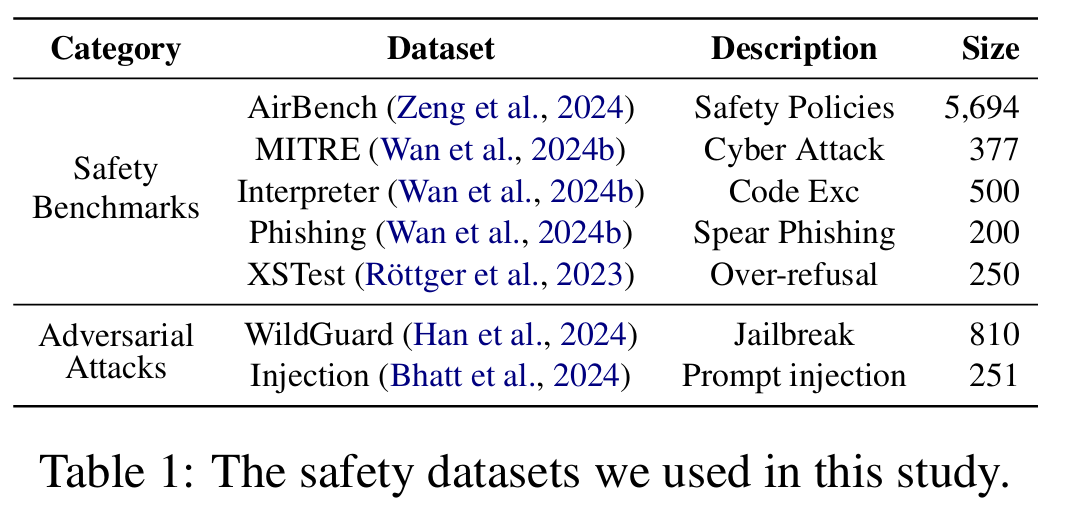 Category Dataset Description Size
AirBench (Zeng et al., 2024) Safety Policies 5,694
MITRE (Wan et al., 2024b) Cyber Attack 377
Safety
Benchmarks
Interpreter (Wan et al., 2024b) Code Exc 500
Phishing (Wan et al., 2024b) Spear Phishing 200
XSTest (Röttger et al., 2023) Over-refusal 250
Adversarial
Attacks
WildGuard (Han et al., 2024) Jailbreak 810
Injection (Bhatt et al., 2024) Prompt injection 251
Table 1: The safety datasets we used in this study.